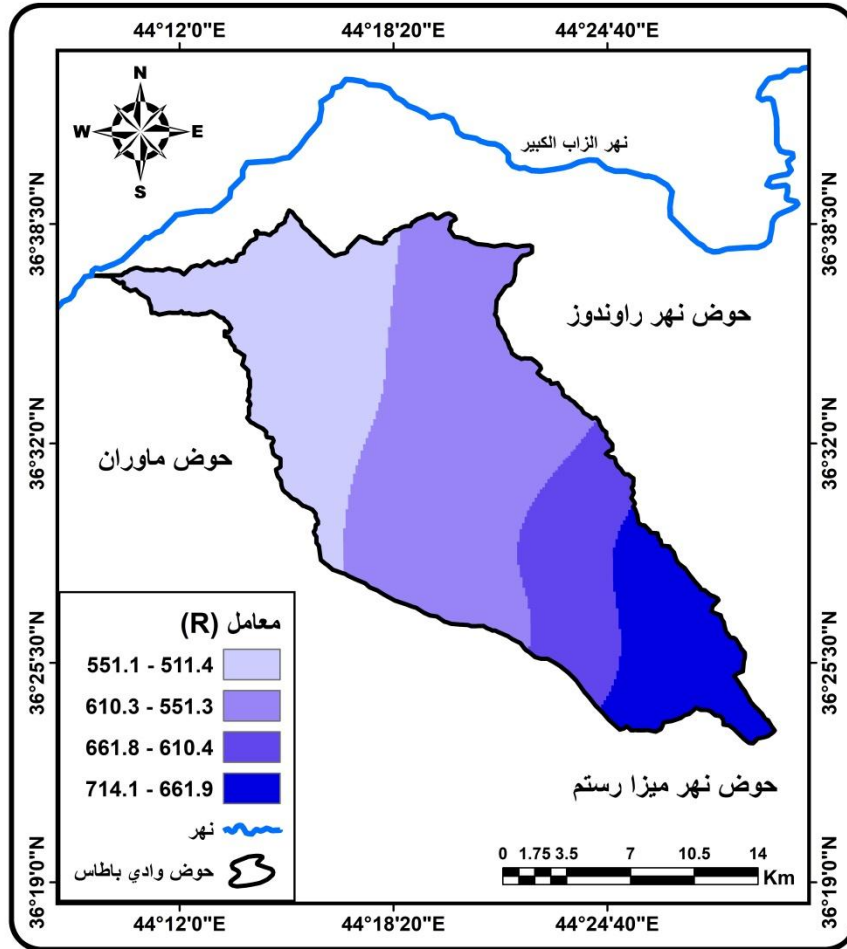 44°12'0"E 44°18'20"E 44°24'40"E
N
W E
S
نهر الزاب الكبير
36°38'30"N 36°38'30"N
حوض نهر راوندوز
36°32'0"N 36°32'0"N
حوض ماوران
معامل (R)
551.1 - 511.4
610.3 - 551.3
661.8 - 610.4
714.1 - 661.9
نهر
حوض وادي باطاس
36°25'30"N 36°25'30"N
حوض نهر ميزا رستم
0 1.75 3.5 7 10.5 14
Km
36°19'0"N 36°19'0"N
44°12'0"E 44°18'20"E 44°24'40"E